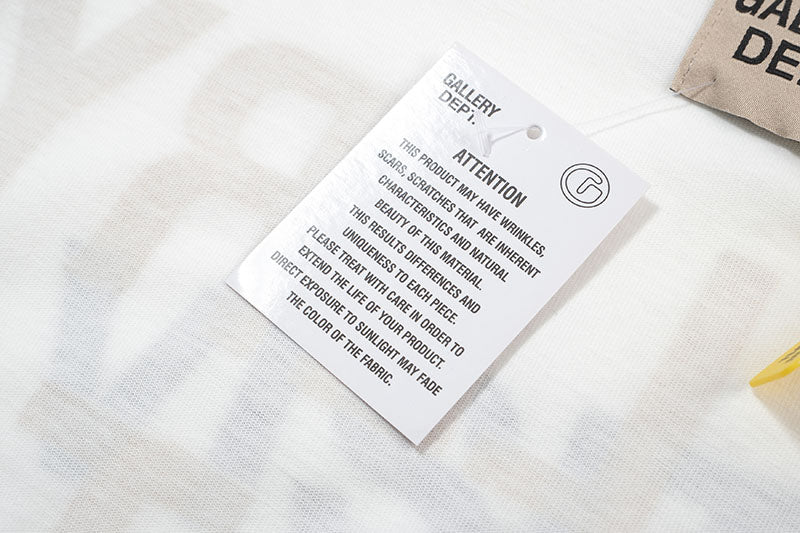 GALLERY
DEPT.
ATTENTION
THIS PRODUCT MAY HAVE WRINKLES,
SCARS, SCRATCHES THAT ARE INHERENT
CHARACTERISTICS AND NATURAL
BEAUTY OF THIS MATERIAL.
THIS RESULTS DIFFERENCES AND
UNIQUENESS TO EACH PIECE.
PLEASE TREAT WITH CARE IN ORDER TO
EXTEND THE LIFE OF YOUR PRODUCT.
DIRECT EXPOSURE TO SUNLIGHT MAY FADE
THE COLOR OF THE FABRIC.